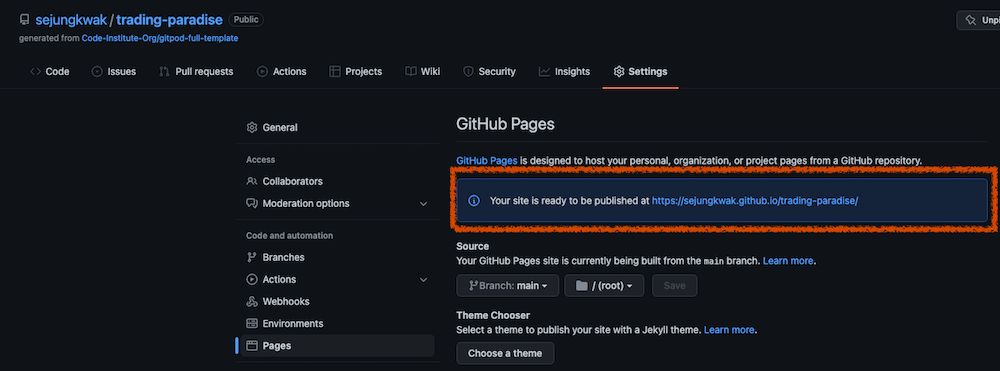 sejungkwak / trading-paradise Public
Unpi
generated from Code-Institute-Org/gitpod-full-template
Code Issues Pull requests Actions Projects Wiki Security Insights Settings
General
Access
Collaborators
Moderation options
Code and automation
Branches
Actions
Webhooks
Environments
Pages
GitHub Pages
GitHub Pages is designed to host your personal, organization, or project pages from a GitHub repository.
Your site is ready to be published at https://sejungkwak.github.io/trading-paradise/
Source
Your GitHub Pages site is currently being built from the main branch. Learn more.
Branch: main / (root) Save
Theme Chooser
Select a theme to publish your site with a Jekyll theme. Learn more.
Choose a theme